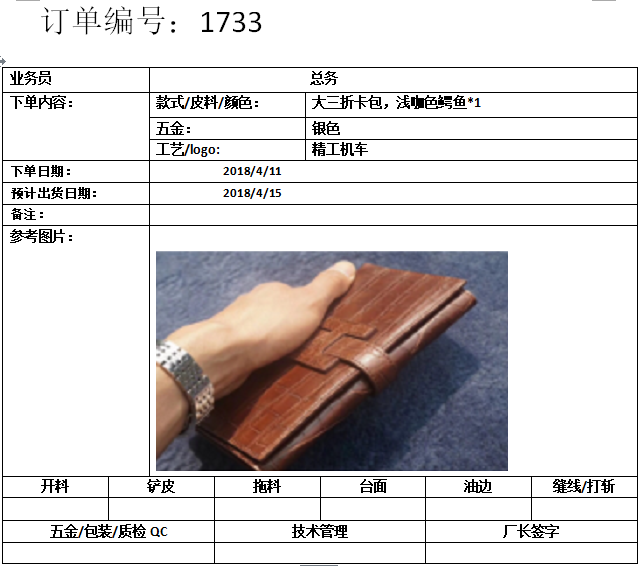 订单编号：1733
业务员 总务
下单内容： 款式/皮料/颜色： 大三折卡包，浅咖色鳄鱼*1
五金： 银色
工艺/logo: 精工机车
下单日期： 2018/4/11
预计出货日期： 2018/4/15
备注：
参考图片：
开料 铲皮 拖料 台面 油边 缝线/打斩
五金/包装/质检 QC 技术管理 厂长签字